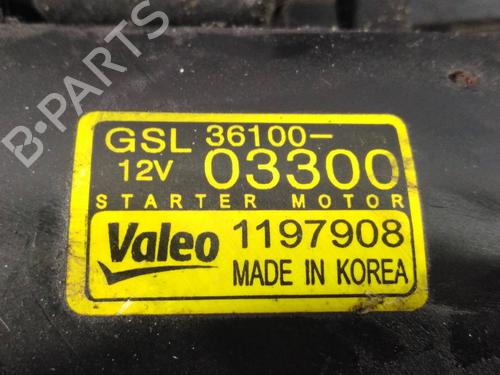 GSL 36100-
12V 03300
STARTER MOTOR
Valeo 1197908
MADE IN KOREA
B-PARTS